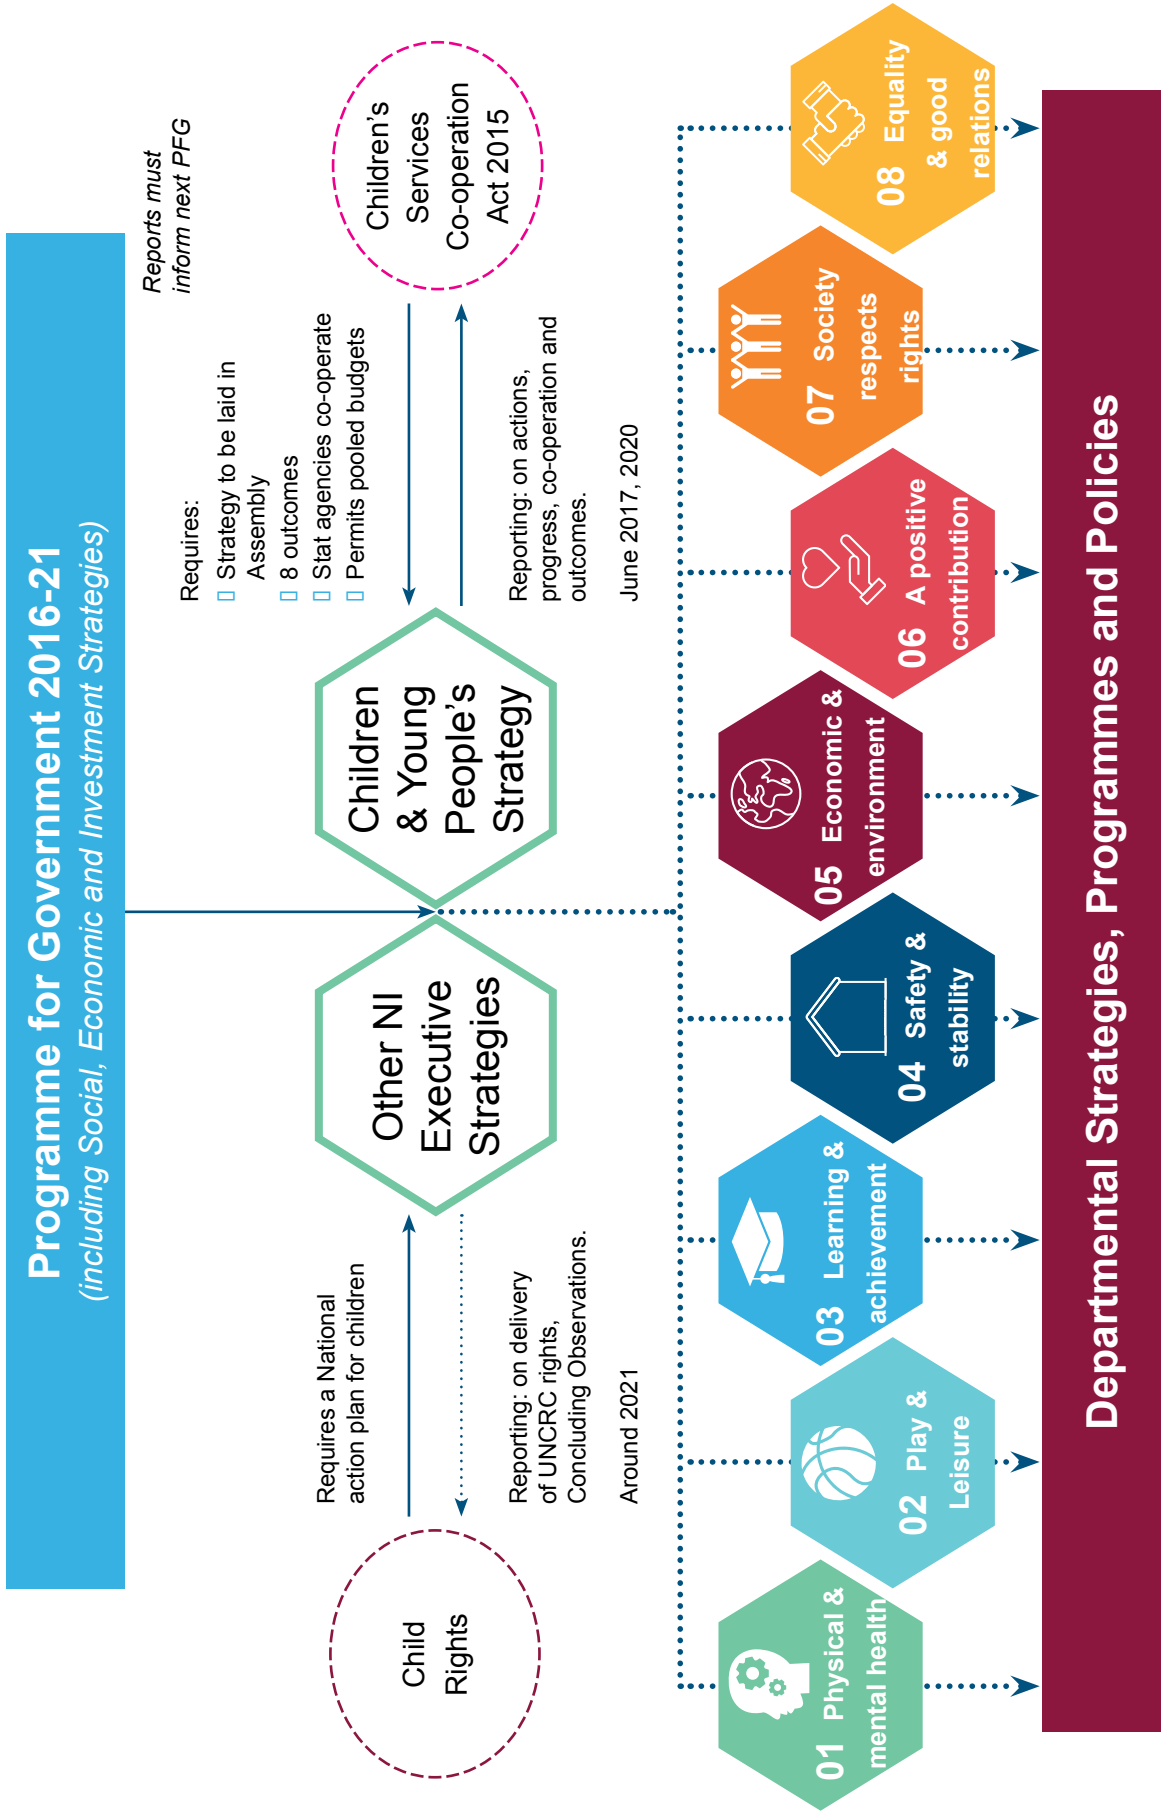 Programme for Government 2016-21
(including Social, Economic and Investment Strategies)
Reports must
inform next PFG
Child
Rights
Requires a National
action plan for children
Reporting: on delivery
of UNCRC rights,
Concluding Observations.
Around 2021
Other NI
Executive
Strategies
Children
& Young
People’s
Strategy
Requires:
Strategy to be laid in
Assembly
8 outcomes
Stat agencies co-operate
Permits pooled budgets
Reporting: on actions,
progress, co-operation and
outcomes.
June 2017, 2020
Children’s
Services
Co-operation
Act 2015
01 Physical &
mental health
02 Play &
Leisure
03 Learning &
achievement
04 Safety &
stability
05 Economic &
environment
06 A positive
contribution
07 Society
respects
rights
08 Equality
& good
relations
Departmental Strategies, Programmes and Policies